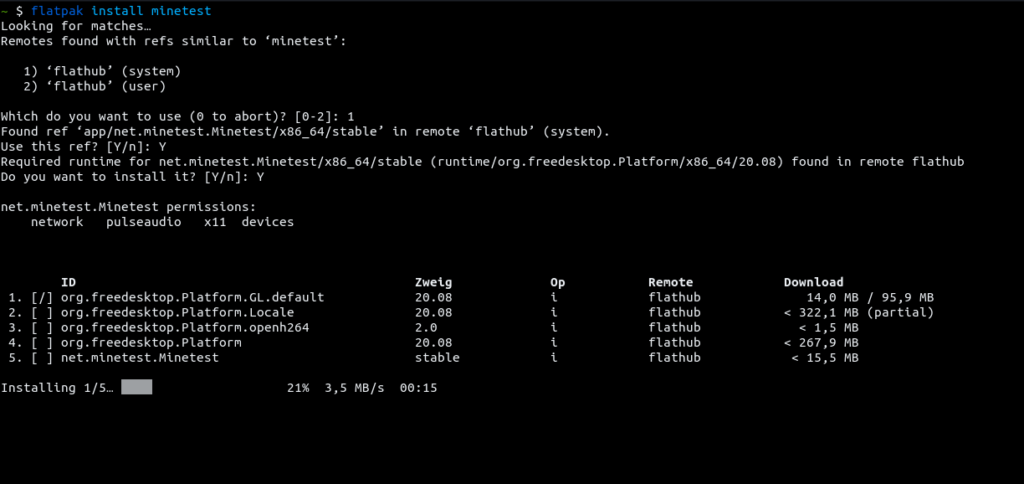 ~ $ flatpak install minetest
Looking for matches…
Remotes found with refs similar to ‘minetest’:
1) ‘flathub’ (system)
2) ‘flathub’ (user)
Which do you want to use (0 to abort)? [0-2]: 1
Found ref ‘app/net.minetest.Minetest/x86_64/stable’ in remote ‘flathub’ (system).
Use this ref? [Y/n]: Y
Required runtime for net.minetest.Minetest/x86_64/stable (runtime/org.freedesktop.Platform/x86_64/20.08) found in remote flathub
Do you want to install it? [Y/n]: Y
net.minetest.Minetest permissions:
network pulseaudio x11 devices
ID Zweig Op Remote Download
1. [/] org.freedesktop.Platform.GL.default 20.08 i flathub 14,0 MB / 95,9 MB
2. [ ] org.freedesktop.Platform.Locale 20.08 i flathub < 322,1 MB (partial)
3. [ ] org.freedesktop.Platform.openh264 2.0 i flathub < 1,5 MB
4. [ ] org.freedesktop.Platform 20.08 i flathub < 267,9 MB
5. [ ] net.minetest.Minetest stable i flathub < 15,5 MB
Installing 1/5… 21% 3,5 MB/s 00:15